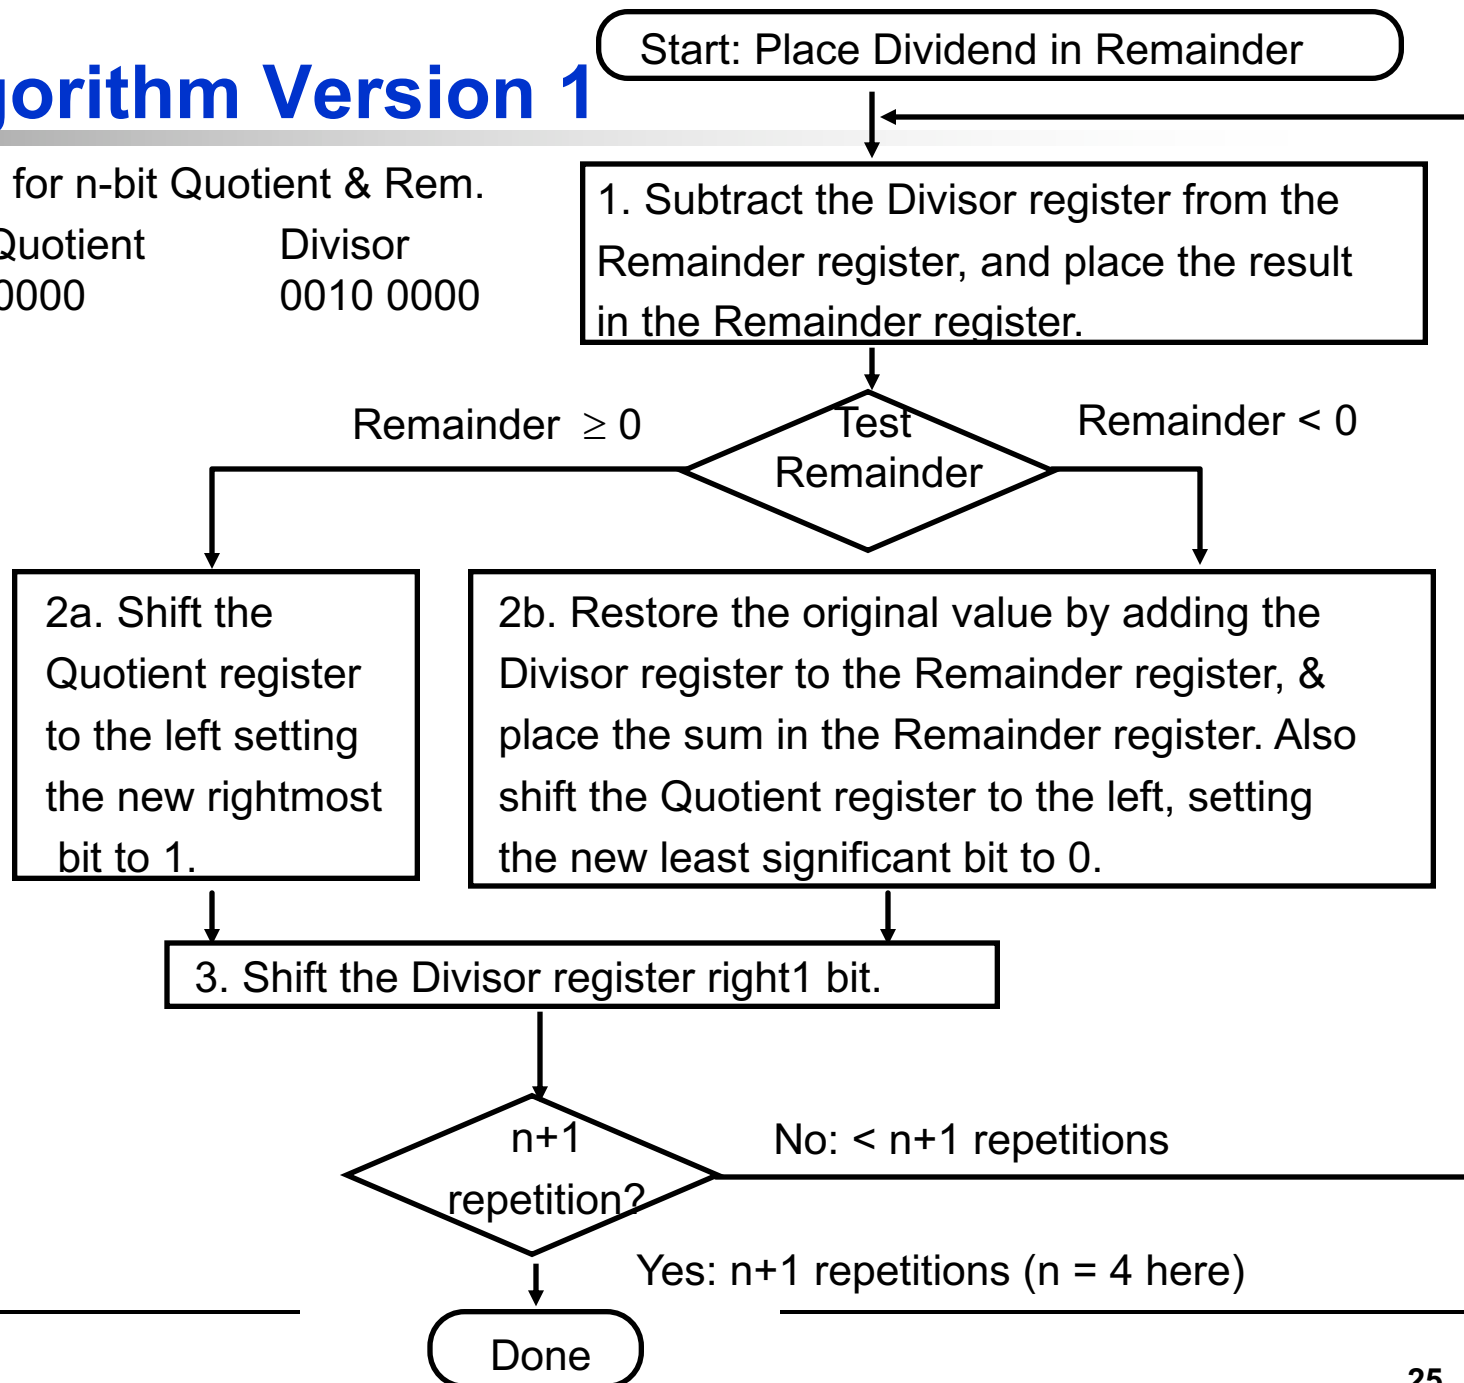 Start: Place Dividend in Remainder
gorithm Version 1
for n-bit Quotient & Rem.
Quotient Divisor
0000 0010 0000
1. Subtract the Divisor register from the
Remainder register, and place the result
in the Remainder register.
Remainder ≥ 0
Test
Remainder
Remainder < 0
2a. Shift the
Quotient register
to the left setting
the new rightmost
bit to 1.
2b. Restore the original value by adding the
Divisor register to the Remainder register, &
place the sum in the Remainder register. Also
shift the Quotient register to the left, setting
the new least significant bit to 0.
3. Shift the Divisor register right1 bit.
n+1
repetition?
No: < n+1 repetitions
Yes: n+1 repetitions (n = 4 here)
Done
25